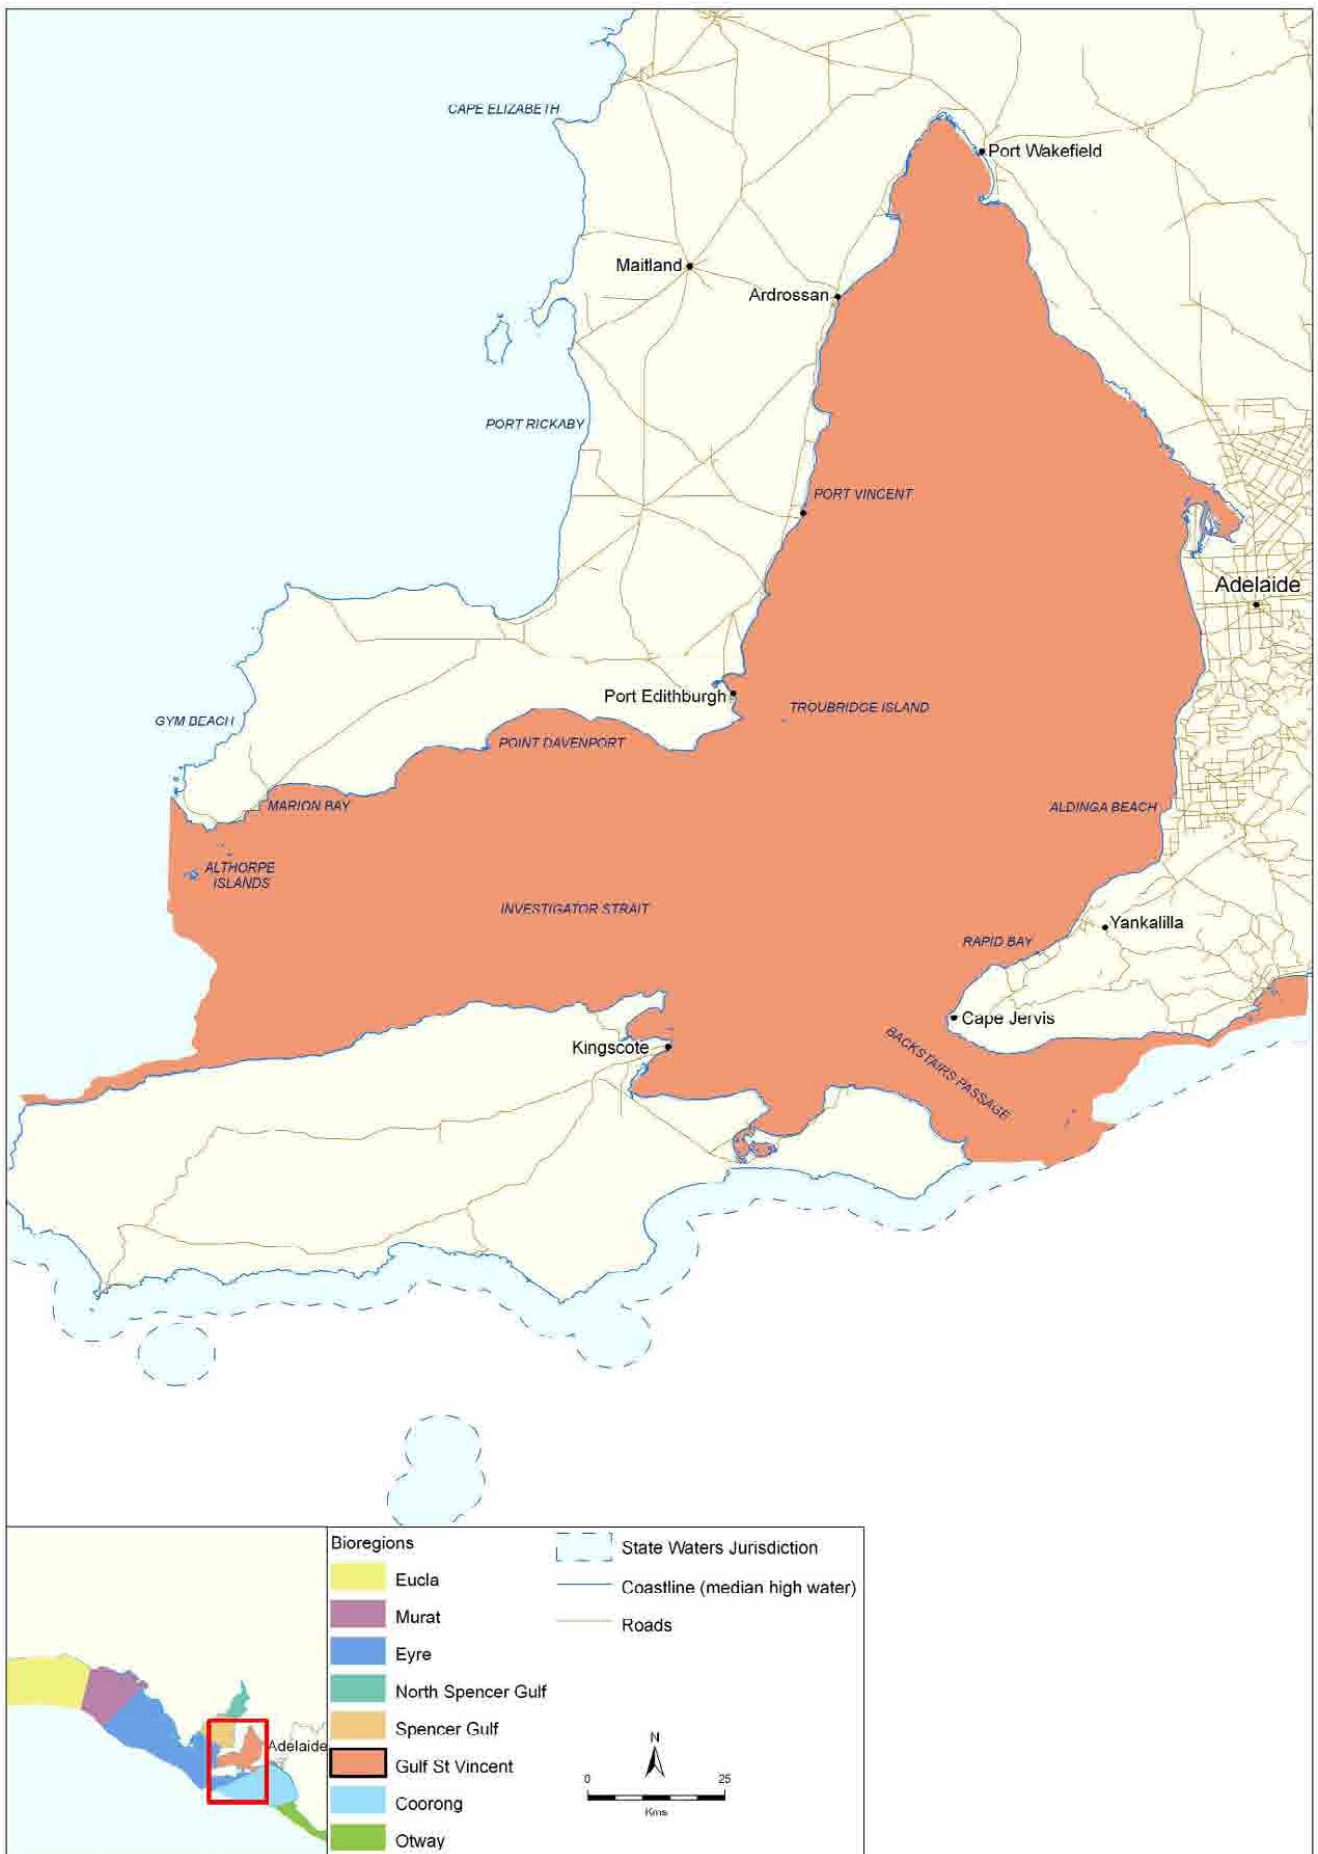 CAPE ELIZABETH
Port Wakefield
Maitland
Ardrossan
PORT RICKABY
PORT VINCENT
Adelaide
Port Edithburgh
TROUBRIDGE ISLAND
GYM BEACH
POINT DAVENPORT
MARION BAY
ALDINGA BEACH
ALTHORPE
ISLANDS
INVESTIGATOR STRAIT
Yankalilla
RAPID BAY
Cape Jervis
Kingscote
BACKSTAIRS PASSAGE
Bioregions
Eucla
Murat
Eyre
North Spencer Gulf
Spencer Gulf
Gulf St Vincent
Coorong
Otway
State Waters Jurisdiction
Coastline (median high water)
Roads
Adelaide
N
0 25
Kms